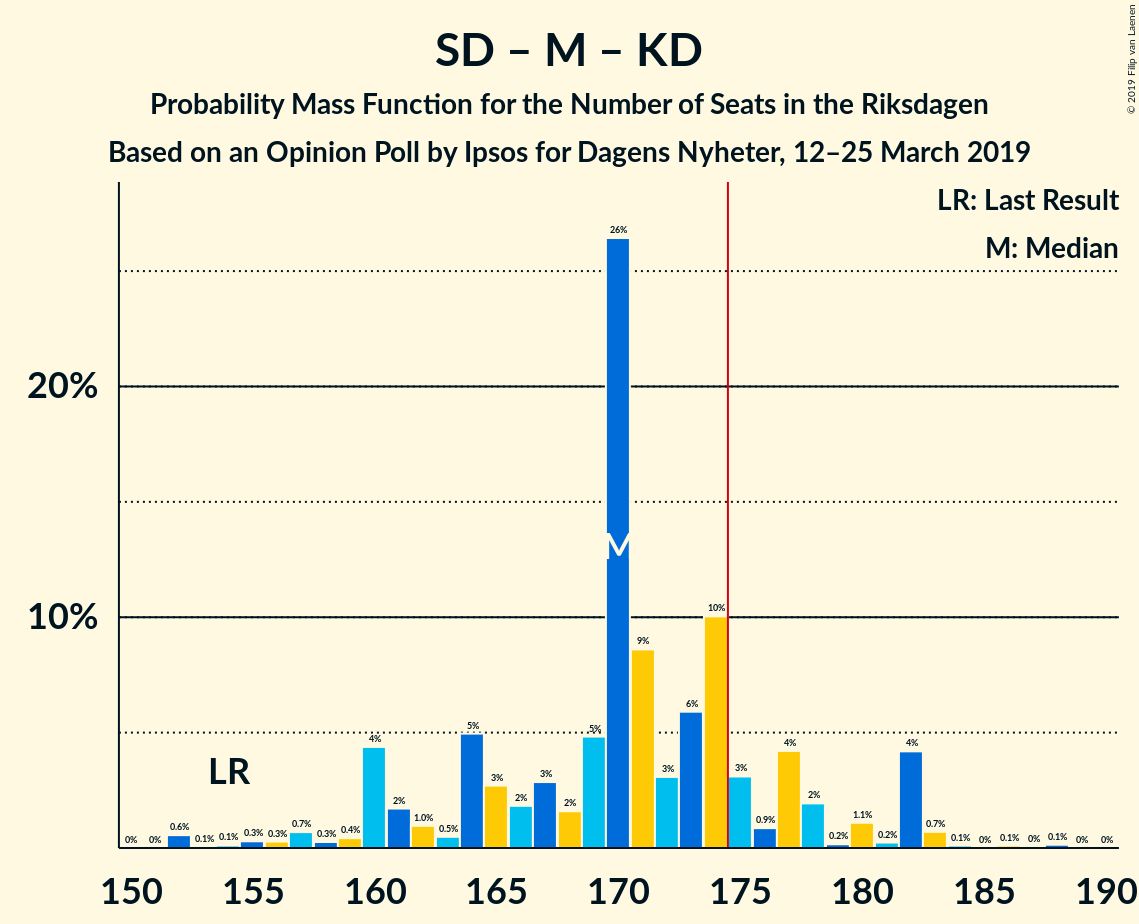 SD – M – KD
Probability Mass Function for the Number of Seats in the Riksdagen
Based on an Opinion Poll by Ipsos for Dagens Nyheter, 12–25 March 2019
© 2019 Filip van Laenen
LR: Last Result
M: Median
20%
10%
LR
M
0% 0% 0.6% 0.1% 0.1% 0.3% 0.3% 0.7% 0.3% 0.4% 4% 2% 1.0% 0.5% 5% 3% 2% 3% 2% 5% 26% 9% 3% 6% 10% 3% 0.9% 4% 2% 0.2% 1.1% 0.2% 4% 0.7% 0.1% 0% 0.1% 0% 0.1% 0% 0%
150 155 160 165 170 175 180 185 190